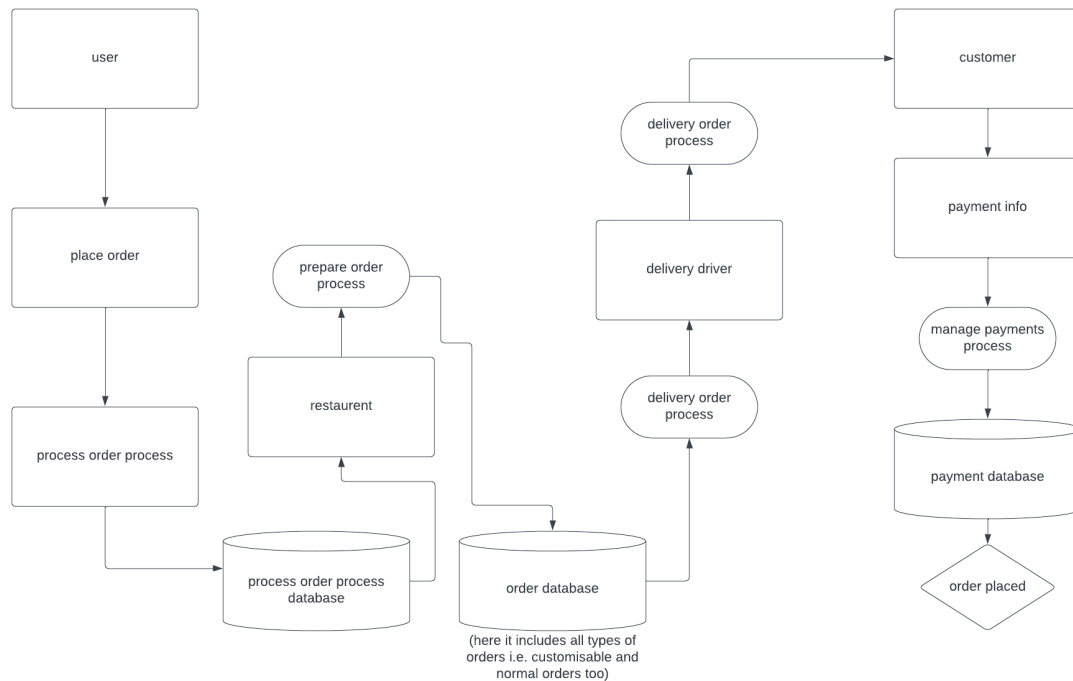 user
place order
process order process
process order process
database
restaurent
prepare order
process
order database
(here it includes all types of
orders i.e. customisable and
normal orders too)
delivery order
process
delivery driver
delivery order
process
customer
payment info
manage payments
process
payment database
order placed